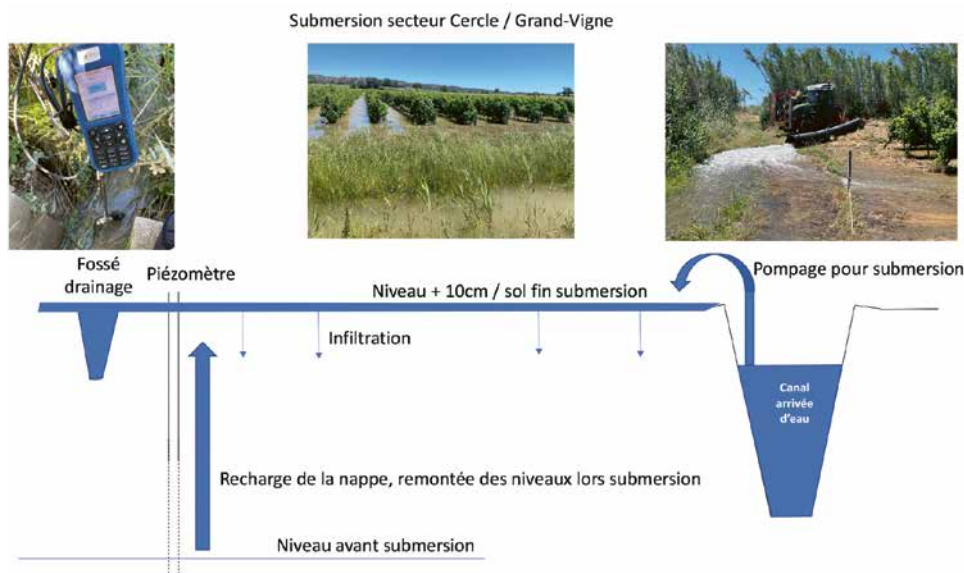 Submersion secteur Cercle / Grand-Vigne
Fossé
drainage
Piézomètre
Niveau + 10cm / sol fin submersion
Pompage pour submersion
Infiltration
Canal
arrivée
d'eau
Recharge de la nappe, remontée des niveaux lors submersion
Niveau avant submersion